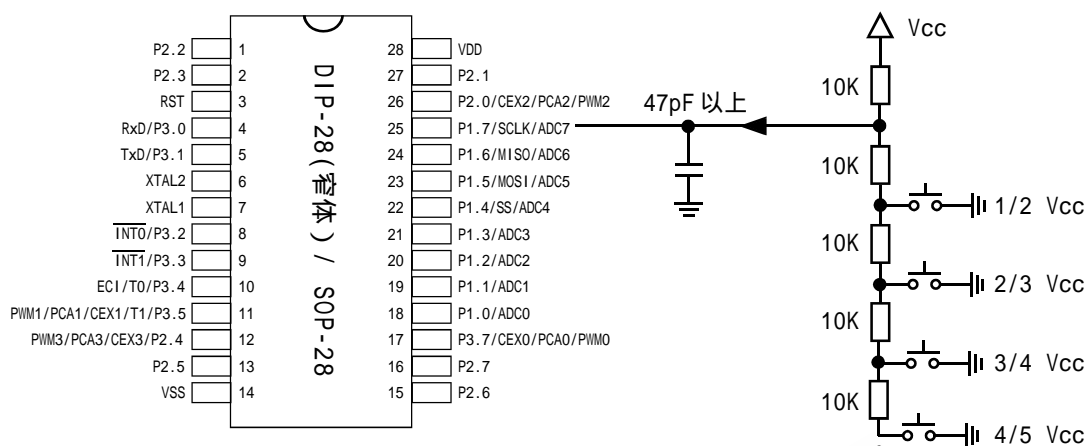 P2.2 1
P2.3 2
RST 3
RxD/P3.0 4
TxD/P3.1 5
XTAL2 6
XTAL1 7
INT0/P3.2 8
INT1/P3.3 9
ECI/T0/P3.4 10
PWM1/PCA1/CEX1/T1/P3.5 11
PWM3/PCA3/CEX3/P2.4 12
P2.5 13
VSS 14
DIP-28(窄体) / SOP-28
28 VDD
27 P2.1
26 P2.0/CEX2/PCA2/PWM2
25 P1.7/SCLK/ADC7
24 P1.6/MISO/ADC6
23 P1.5/MOSI/ADC5
22 P1.4/SS/ADC4
21 P1.3/ADC3
20 P1.2/ADC2
19 P1.1/ADC1
18 P1.0/ADC0
17 P3.7/CEX0/PCA0/PWM0
16 P2.7
15 P2.6
47pF 以上
Vcc
10K
10K
1/2 Vcc
10K
2/3 Vcc
10K
3/4 Vcc
10K
4/5 Vcc